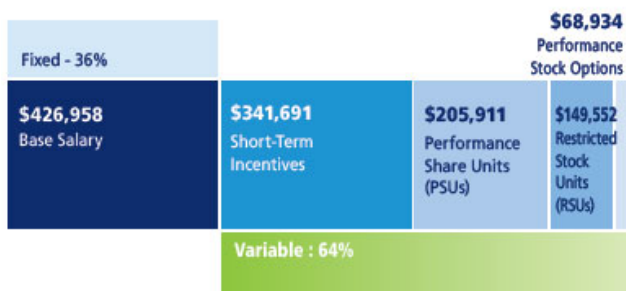 $68,934
Performance
Stock Options
Fixed - 36%
$426,958
Base Salary
$341,691
Short-Term
Incentives
$205,911
Performance
Share Units
(PSUs)
$149,552
Restricted
Stock
Units
(RSUs)
Variable : 64%